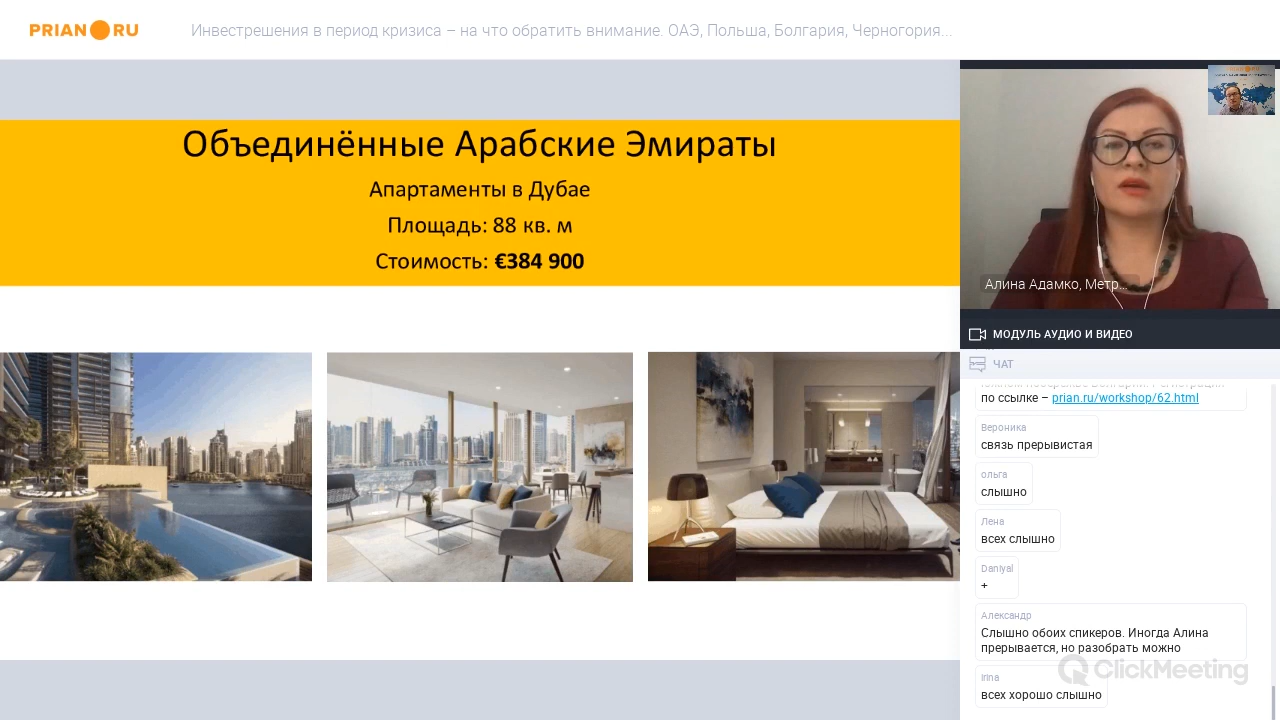 PRIAN RU
Инвестрешения в период кризиса – на что обратить внимание. ОАЭ, Польша, Болгария, Черногория...
Объединённые Арабские Эмираты
Апартаменты в Дубае
Площадь: 88 кв. м
Стоимость: €384 900
Алина Адамко, Метр...
МОДУЛЬ АУДИО И ВИДЕО
ЧАТ
по ссылке – prian.ru/workshop/62.html
Вероника
связь прерывистая
ольга
слышно
Лена
всех слышно
Daniyal
+
Александр
Слышно обоих спикеров. Иногда Алина
прерывается, но разобрать можно
ClickMeeting
irina
всех хорошо слышно